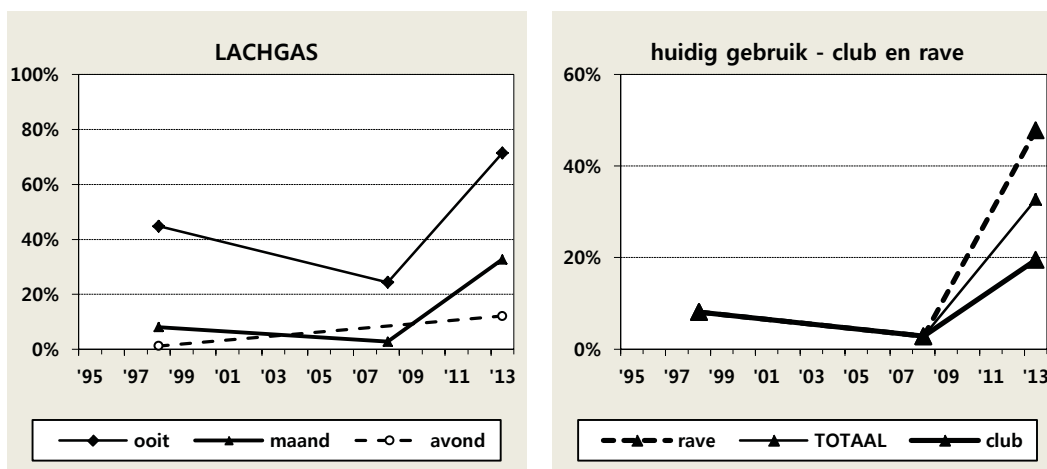 LACHGAS
100%
80%
60%
40%
20%
0%
'95 '97 '99 '01 '03 '05 '07 '09 '11 '13
ooit maand avond
huidig gebruik - club en rave
60%
40%
20%
0%
'95 '97 '99 '01 '03 '05 '07 '09 '11 '13
rave TOTAAL club